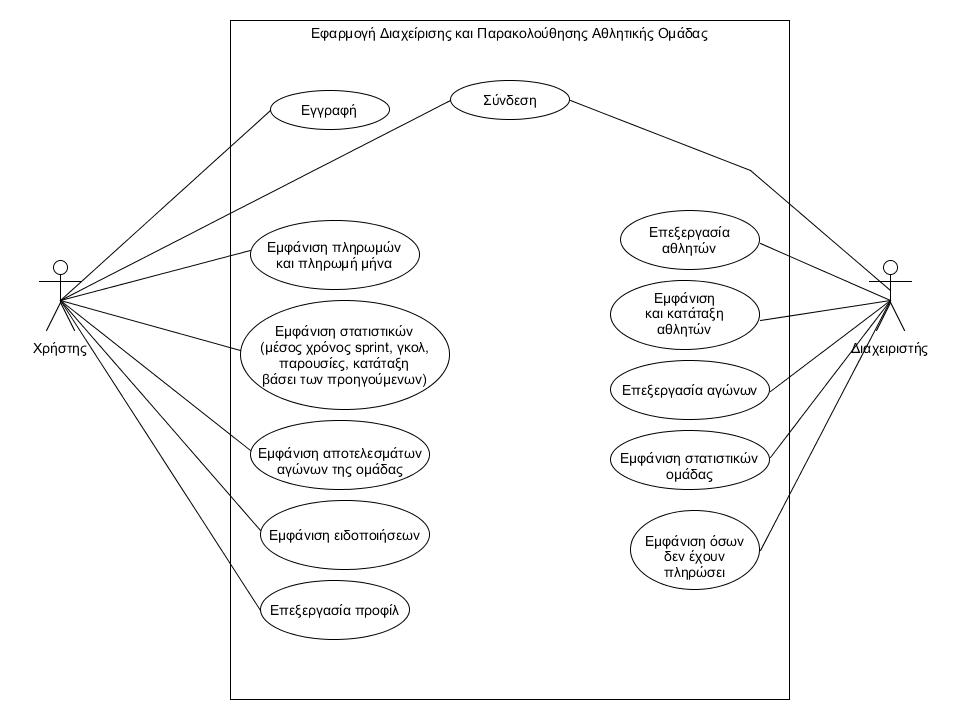 Εφαρμογή Διαχείρισης και Παρακολούθησης Αθλητικής Ομάδας
Εγγραφή
Σύνδεση
Εμφάνιση πληρωμών
και πληρωμή μήνα
Εμφάνιση στατιστικών
(μέσος χρόνος sprint, γκολ,
παρουσίες, κατάταξη
βάσει των προηγούμενων)
Εμφάνιση αποτελεσμάτων
αγώνων της ομάδας
Εμφάνιση ειδοποιήσεων
Επεξεργασία προφίλ
Χρήστης
Επεξεργασία
αθλητών
Εμφάνιση
και κατάταξη
αθλητών
Επεξεργασία αγώνων
Εμφάνιση στατιστικών
ομάδας
Εμφάνιση όσων
δεν έχουν
πληρώσει
Διαχειριστής